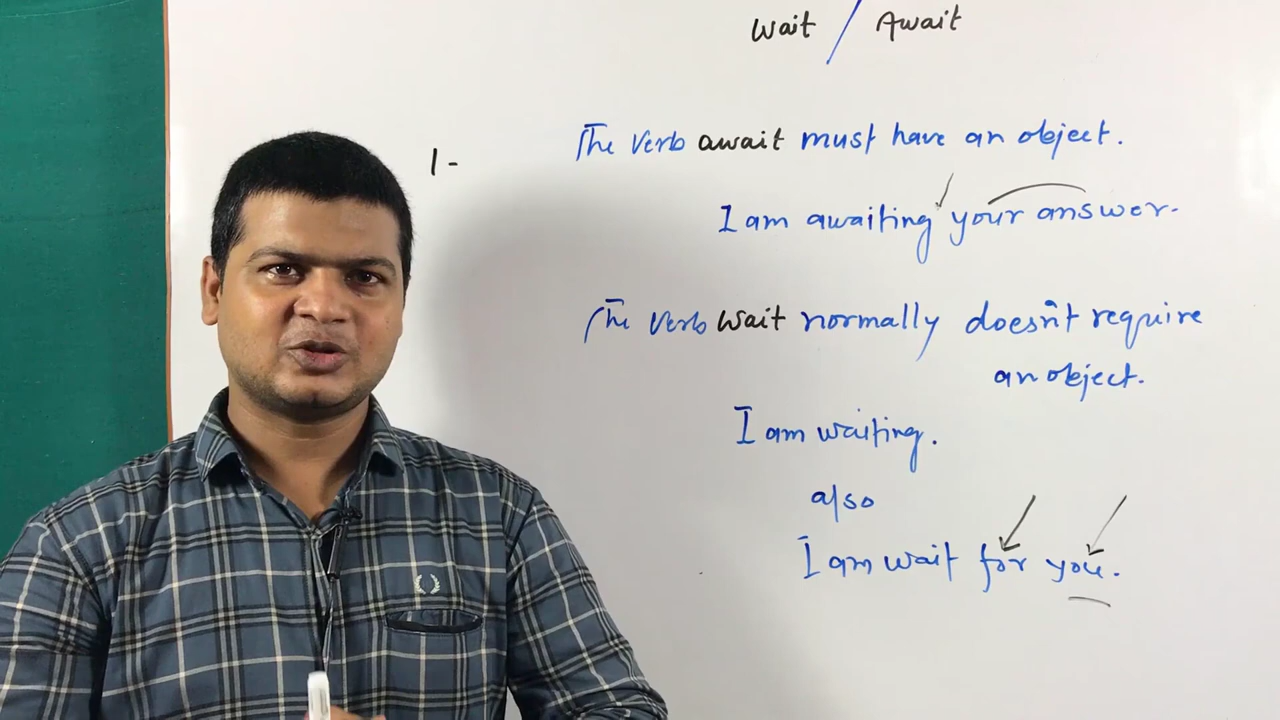 Wait / Await
1-
The verb await must have an object.
I am awaiting your answer.
The verb wait normally doesn't require
an object.
I am waiting.
also
I am wait for you.